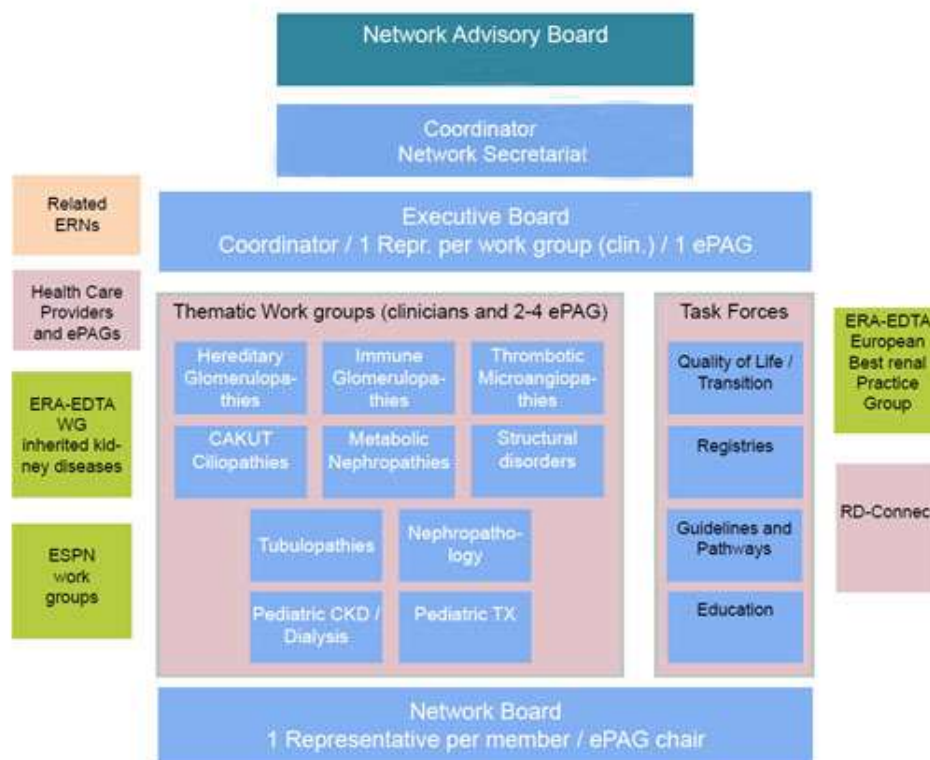 Network Advisory Board
Coordinator
Network Secretariat
Related
ERNs
Executive Board
Coordinator / 1 Repr. per work group (clin.) / 1 ePAG
Health Care
Providers
and ePAGs
Thematic Work groups (clinicians and 2-4 ePAG)
Task Forces
ERA-EDTA
European
Best renal
Practice
Group
Hereditary
Glomerulopa-
thies
Immune
Glomerulopa-
thies
Thrombotic
Microangiopa-
thies
Quality of Life /
Transition
ERA-EDTA
WG
inherited kid-
ney diseases
CAKUT
Ciliopathies
Metabolic
Nephropathies
Structural
disorders
Registries
RD-Connect
Tubulopathies
Nephropatho-
logy
Guidelines and
Pathways
ESPN
work
groups
Pediatric CKD /
Dialysis
Pediatric TX
Education
Network Board
1 Representative per member / ePAG chair